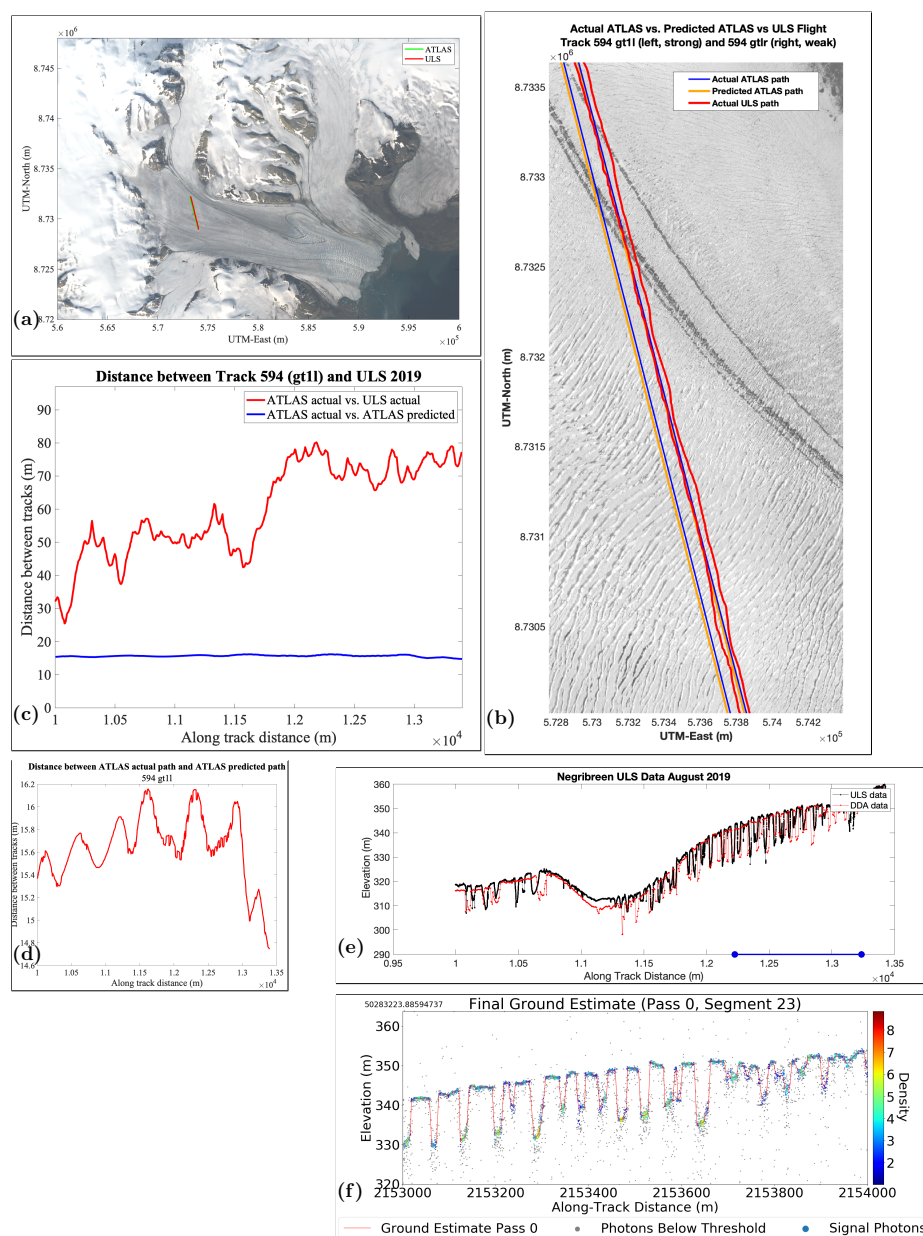 8.748 ×10⁶
ATLAS
ULS
8.745
8.74
8.735
8.73
8.725
8.72
UTM-North (m)
5.6 5.65 5.7 5.75 5.8 5.85 5.9 5.95 6
UTM-East (m)
×10⁵
(a)
Actual ATLAS vs. Predicted ATLAS vs ULS Flight
Track 594 gt1l (left, strong) and 594 gtlr (right, weak)
×10⁶
Actual ATLAS path
Predicted ATLAS path
Actual ULS path
8.7335
8.733
8.7325
8.732
8.7315
8.731
8.7305
UTM-North (m)
5.728 5.73 5.732 5.734 5.736 5.738 5.74 5.742
UTM-East (m)
×10⁵
(b)
Distance between Track 594 (gt1l) and ULS 2019
ATLAS actual vs. ULS actual
ATLAS actual vs. ATLAS predicted
90
80
70
60
50
40
30
20
10
0
Distance between tracks (m)
1 1.05 1.1 1.15 1.2 1.25 1.3
Along track distance (m)
×10⁴
(c)
Distance between ATLAS actual path and ATLAS predicted path
594 gt1l
16.2
16
15.8
15.6
15.4
15.2
15
14.8
14.6
Distance between tracks (m)
1 1.05 1.1 1.15 1.2 1.25 1.3 1.35
Along track distance (m)
×10⁴
(d)
Negribreen ULS Data August 2019
ULS data
DDA data
360
350
340
330
320
310
300
290
Elevation (m)
0.95 1 1.05 1.1 1.15 1.2 1.25 1.3 1.35
Along Track Distance (m)
×10⁴
(e)
50283223.88594737
Final Ground Estimate (Pass 0, Segment 23)
360
350
340
330
320
Elevation (m)
2153000 2153200 2153400 2153600 2153800 2154000
Along-Track Distance (m)
8
7
6
5
4
3
2
Density
(f)
Ground Estimate Pass 0
Photons Below Threshold
Signal Photons